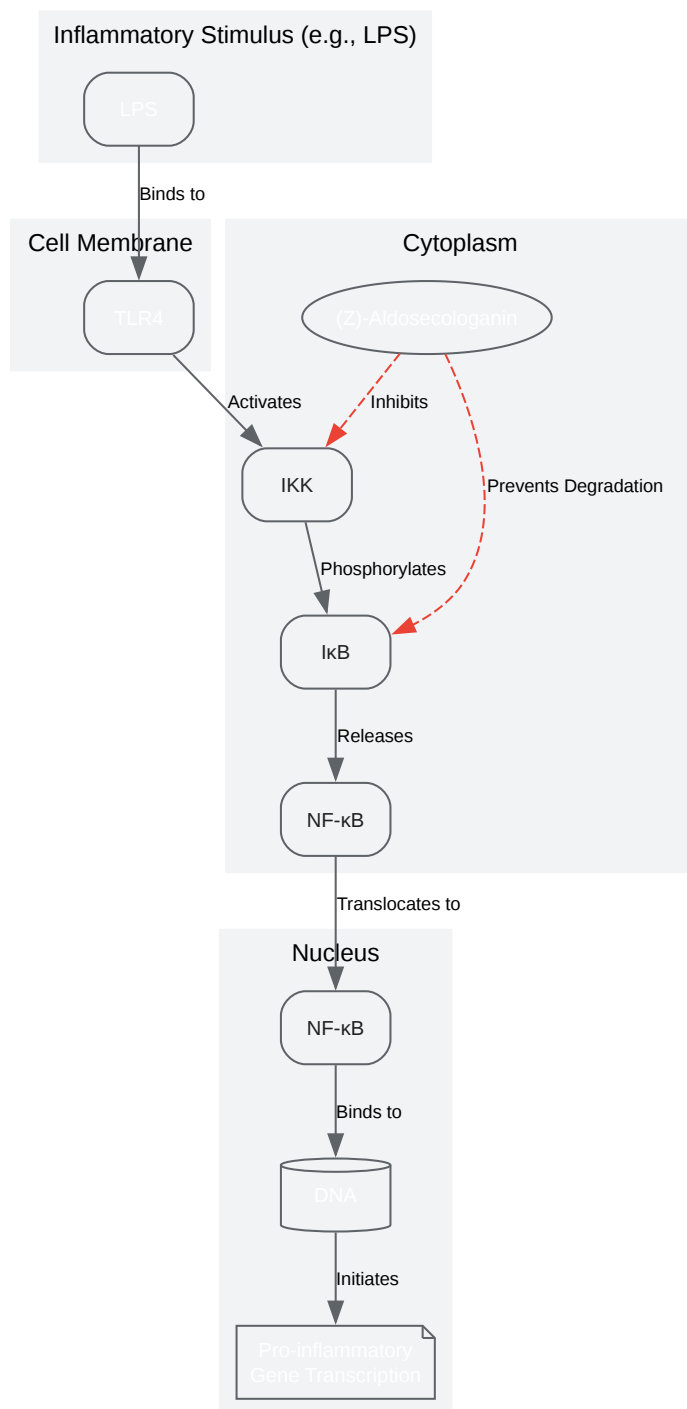 Inflammatory Stimulus (e.g., LPS)
LPS
Binds to
Cell Membrane
TLR4
Cytoplasm
(Z)-Aldosecologanin
Activates
Inhibits
IKK
Prevents Degradation
Phosphorylates
IκB
Releases
NF-κB
Translocates to
Nucleus
NF-κB
Binds to
DNA
Initiates
Pro-inflammatory
Gene Transcription